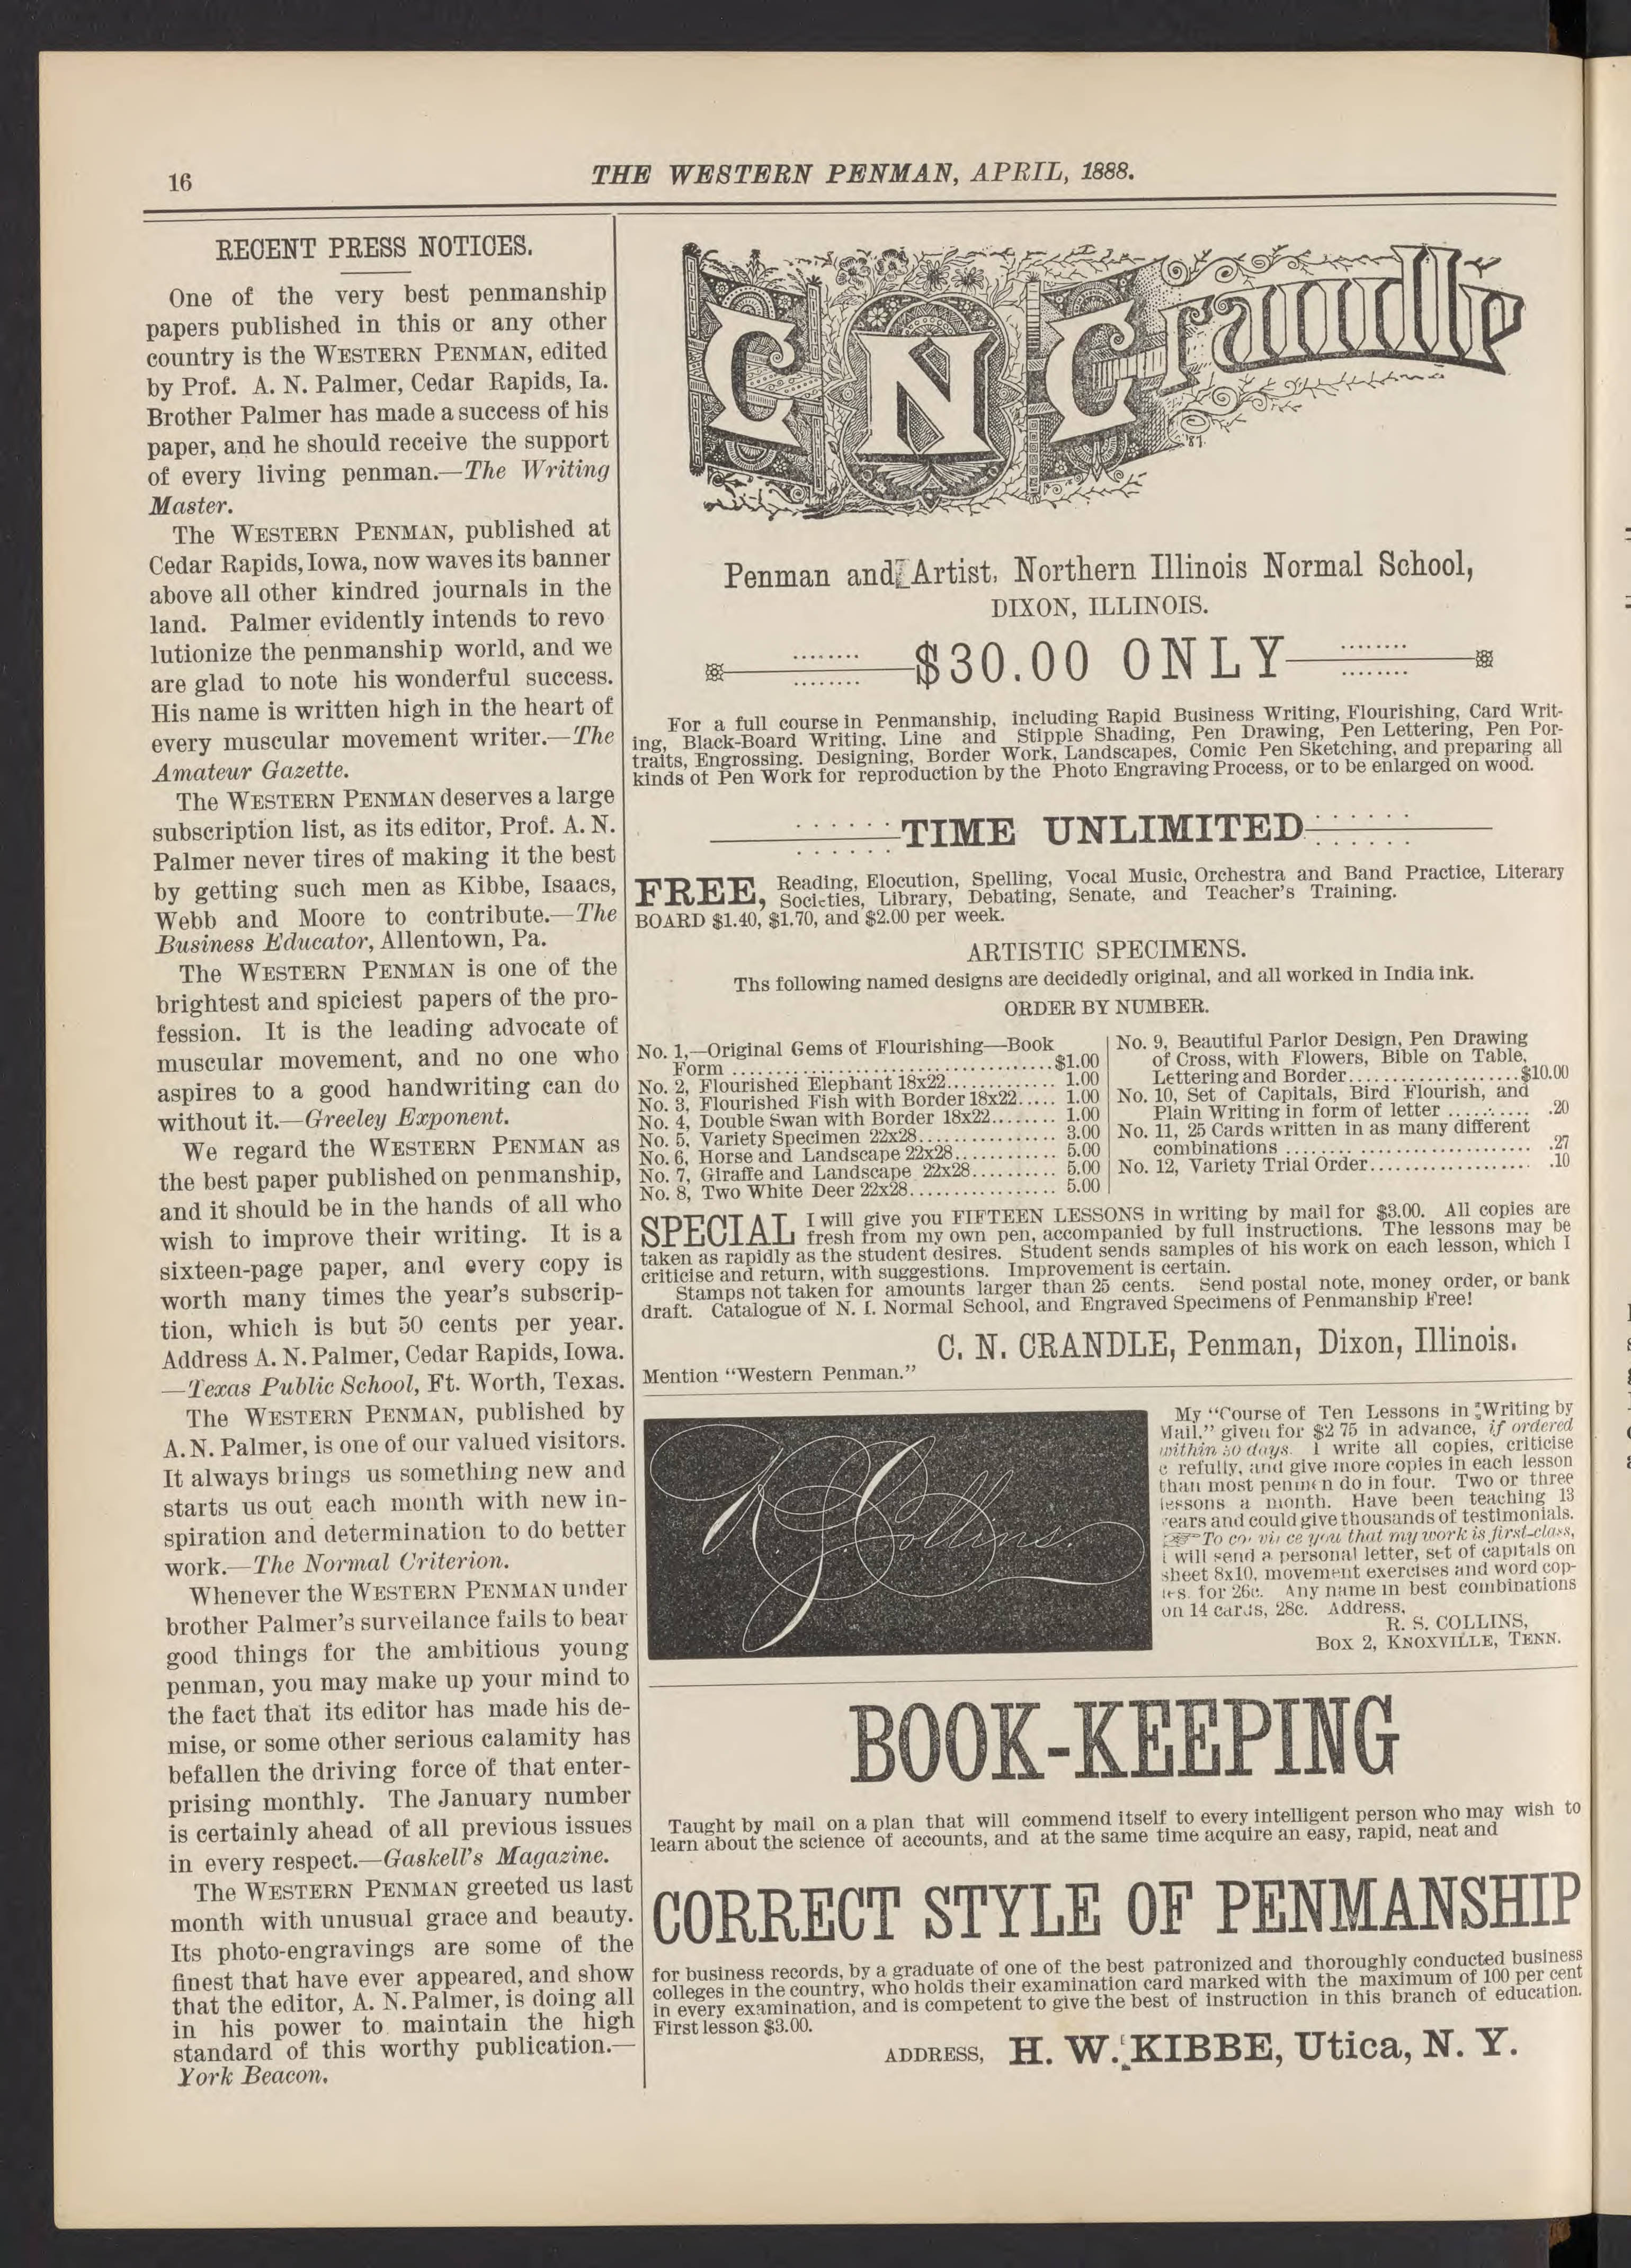 16
THE WESTERN PENMAN, APRIL, 1888.
RECENT PRESS NOTICES.
One of the very best penmanship
papers published in this or any other
country is the WESTERN PENMAN, edited
by Prof. A. N. Palmer, Cedar Rapids, Ia.
Brother Palmer has made a success of his
paper, and he should receive the support
of every living penman.—The Writing
Master.
The WESTERN PENMAN, published at
Cedar Rapids, Iowa, now waves its banner
above all other kindred journals in the
land. Palmer evidently intends to revo
lutionize the penmanship world, and we
are glad to note his wonderful success.
His name is written high in the heart of
every muscular movement writer.—The
Amateur Gazette.
The WESTERN PENMAN deserves a large
subscription list, as its editor, Prof. A. N.
Palmer never tires of making it the best
by getting such men as Kibbe, Isaacs,
Webb and Moore to contribute.—The
Business Educator, Allentown, Pa.
The WESTERN PENMAN is one of the
brightest and spiciest papers of the pro-
fession. It is the leading advocate of
muscular movement, and no one who
aspires to a good handwriting can do
without it.—Greeley Exponent.
We regard the WESTERN PENMAN as
the best paper published on penmanship,
and it should be in the hands of all who
wish to improve their writing. It is a
sixteen-page paper, and every copy is
worth many times the year's subscrip-
tion, which is but 50 cents per year.
Address A. N. Palmer, Cedar Rapids, Iowa.
—Texas Public School, Ft. Worth, Texas.
The WESTERN PENMAN, published by
A. N. Palmer, is one of our valued visitors.
It always brings us something new and
starts us out each month with new in-
spiration and determination to do better
work.—The Normal Criterion.
Whenever the WESTERN PENMAN under
brother Palmer's surveilance fails to bear
good things for the ambitious young
penman, you may make up your mind to
the fact that its editor has made his de-
mise, or some other serious calamity has
befallen the driving force of that enter-
prising monthly. The January number
is certainly ahead of all previous issues
in every respect.—Gaskell's Magazine.
The WESTERN PENMAN greeted us last
month with unusual grace and beauty.
Its photo-engravings are some of the
finest that have ever appeared, and show
that the editor, A. N. Palmer, is doing all
in his power to maintain the high
standard of this worthy publication.—
York Beacon.
C N Crandle
'87.
Penman and Artist, Northern Illinois Normal School,
DIXON, ILLINOIS.
$30.00 ONLY
For a full course in Penmanship, including Rapid Business Writing, Flourishing, Card Writ-
ing, Black-Board Writing, Line and Stipple Shading, Pen Drawing, Pen Lettering, Pen Por-
traits, Engrossing. Designing, Border Work, Landscapes, Comic Pen Sketching, and preparing all
kinds of Pen Work for reproduction by the Photo Engraving Process, or to be enlarged on wood.
TIME UNLIMITED
FREE, Reading, Elocution, Spelling, Vocal Music, Orchestra and Band Practice, Literary
Societies, Library, Debating, Senate, and Teacher's Training.
BOARD $1.40, $1.70, and $2.00 per week.
ARTISTIC SPECIMENS.
Ths following named designs are decidedly original, and all worked in India ink.
ORDER BY NUMBER.
No. 1,—Original Gems of Flourishing—Book
Form ........ $1.00
No. 2, Flourished Elephant 18x22........ 1.00
No. 3, Flourished Fish with Border 18x22..... 1.00
No. 4, Double Swan with Border 18x22........ 1.00
No. 5, Variety Specimen 22x28........ 3.00
No. 6, Horse and Landscape 22x28........ 5.00
No. 7, Giraffe and Landscape 22x28........ 5.00
No. 8, Two White Deer 22x28........ 5.00
No. 9, Beautiful Parlor Design, Pen Drawing
of Cross, with Flowers, Bible on Table,
Lettering and Border........ $10.00
No. 10, Set of Capitals, Bird Flourish, and
Plain Writing in form of letter ........ .20
No. 11, 25 Cards written in as many different
combinations ........ .27
No. 12, Variety Trial Order........ .10
SPECIAL I will give you FIFTEEN LESSONS in writing by mail for $3.00. All copies are
fresh from my own pen, accompanied by full instructions. The lessons may be
taken as rapidly as the student desires. Student sends samples of his work on each lesson, which I
criticise and return, with suggestions. Improvement is certain.
Stamps not taken for amounts larger than 25 cents. Send postal note, money order, or bank
draft. Catalogue of N. I. Normal School, and Engraved Specimens of Penmanship Free!
C. N. CRANDLE, Penman, Dixon, Illinois.
Mention "Western Penman."
R S Collins.
My "Course of Ten Lessons in Writing by
Mail," given for $2 75 in advance, if ordered
within days. I write all copies, criticise
c refully, and give more copies in each lesson
than most penmen do in four. Two or three
lessons a month. Have been teaching 13
years and could give thousands of testimonials.
☞To convince you that my work is first-class,
I will send a personal letter, set of capitals on
sheet 8x10, movement exercises and word cop-
ies for 26c. Any name in best combinations
on 14 cards, 28c. Address,
R. S. COLLINS,
BOX 2, KNOXVILLE, TENN.
BOOK-KEEPING
Taught by mail on a plan that will commend itself to every intelligent person who may wish to
learn about the science of accounts, and at the same time acquire an easy, rapid, neat and
CORRECT STYLE OF PENMANSHIP
for business records, by a graduate of one of the best patronized and thoroughly conducted business
colleges in the country, who holds their examination card marked with the maximum of 100 per cent
in every examination, and is competent to give the best of instruction in this branch of education.
First lesson $3.00.
ADDRESS, H. W. KIBBE, Utica, N. Y.